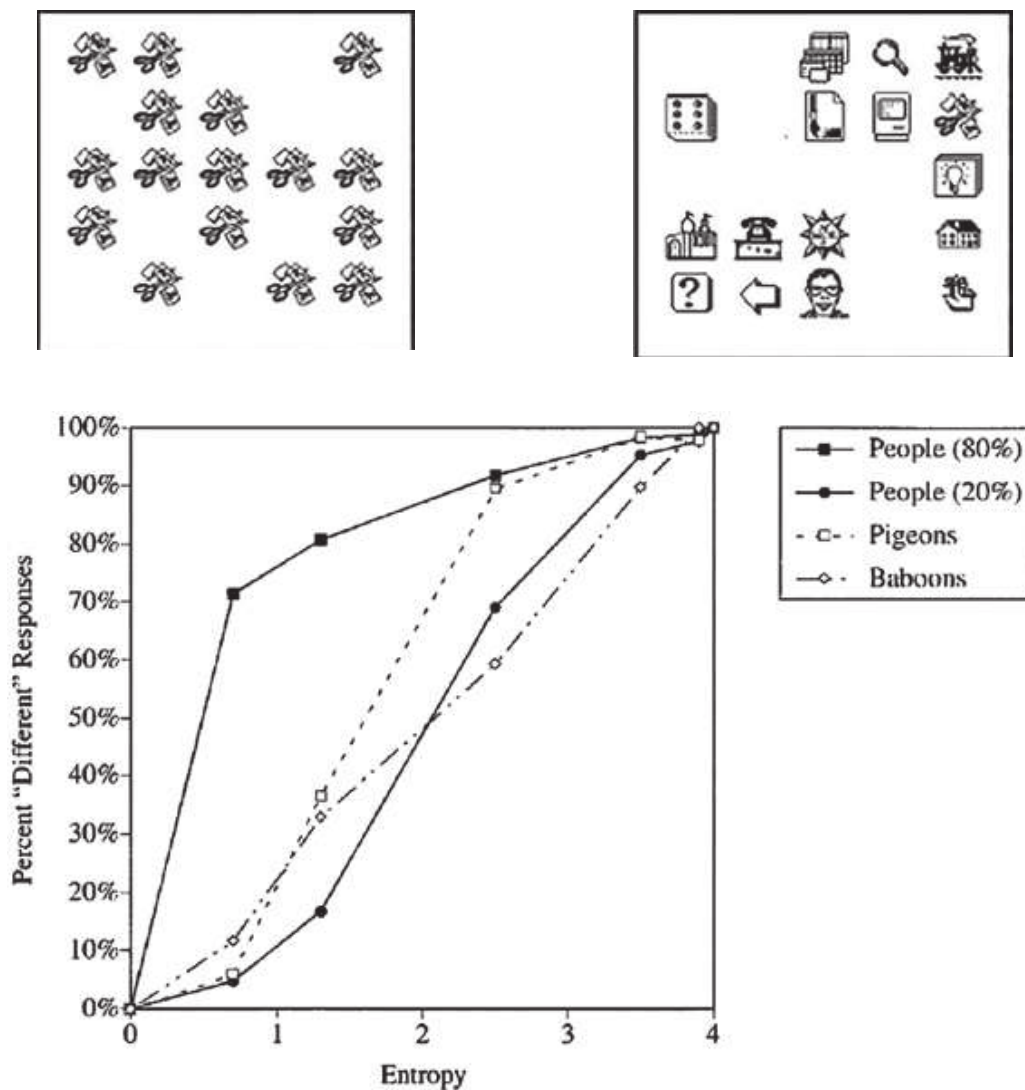 ?
100%
90%
80%
70%
60%
50%
40%
30%
20%
10%
0%
Percent “Different” Responses
0 1 2 3 4
Entropy
People (80%)
People (20%)
Pigeons
Baboons